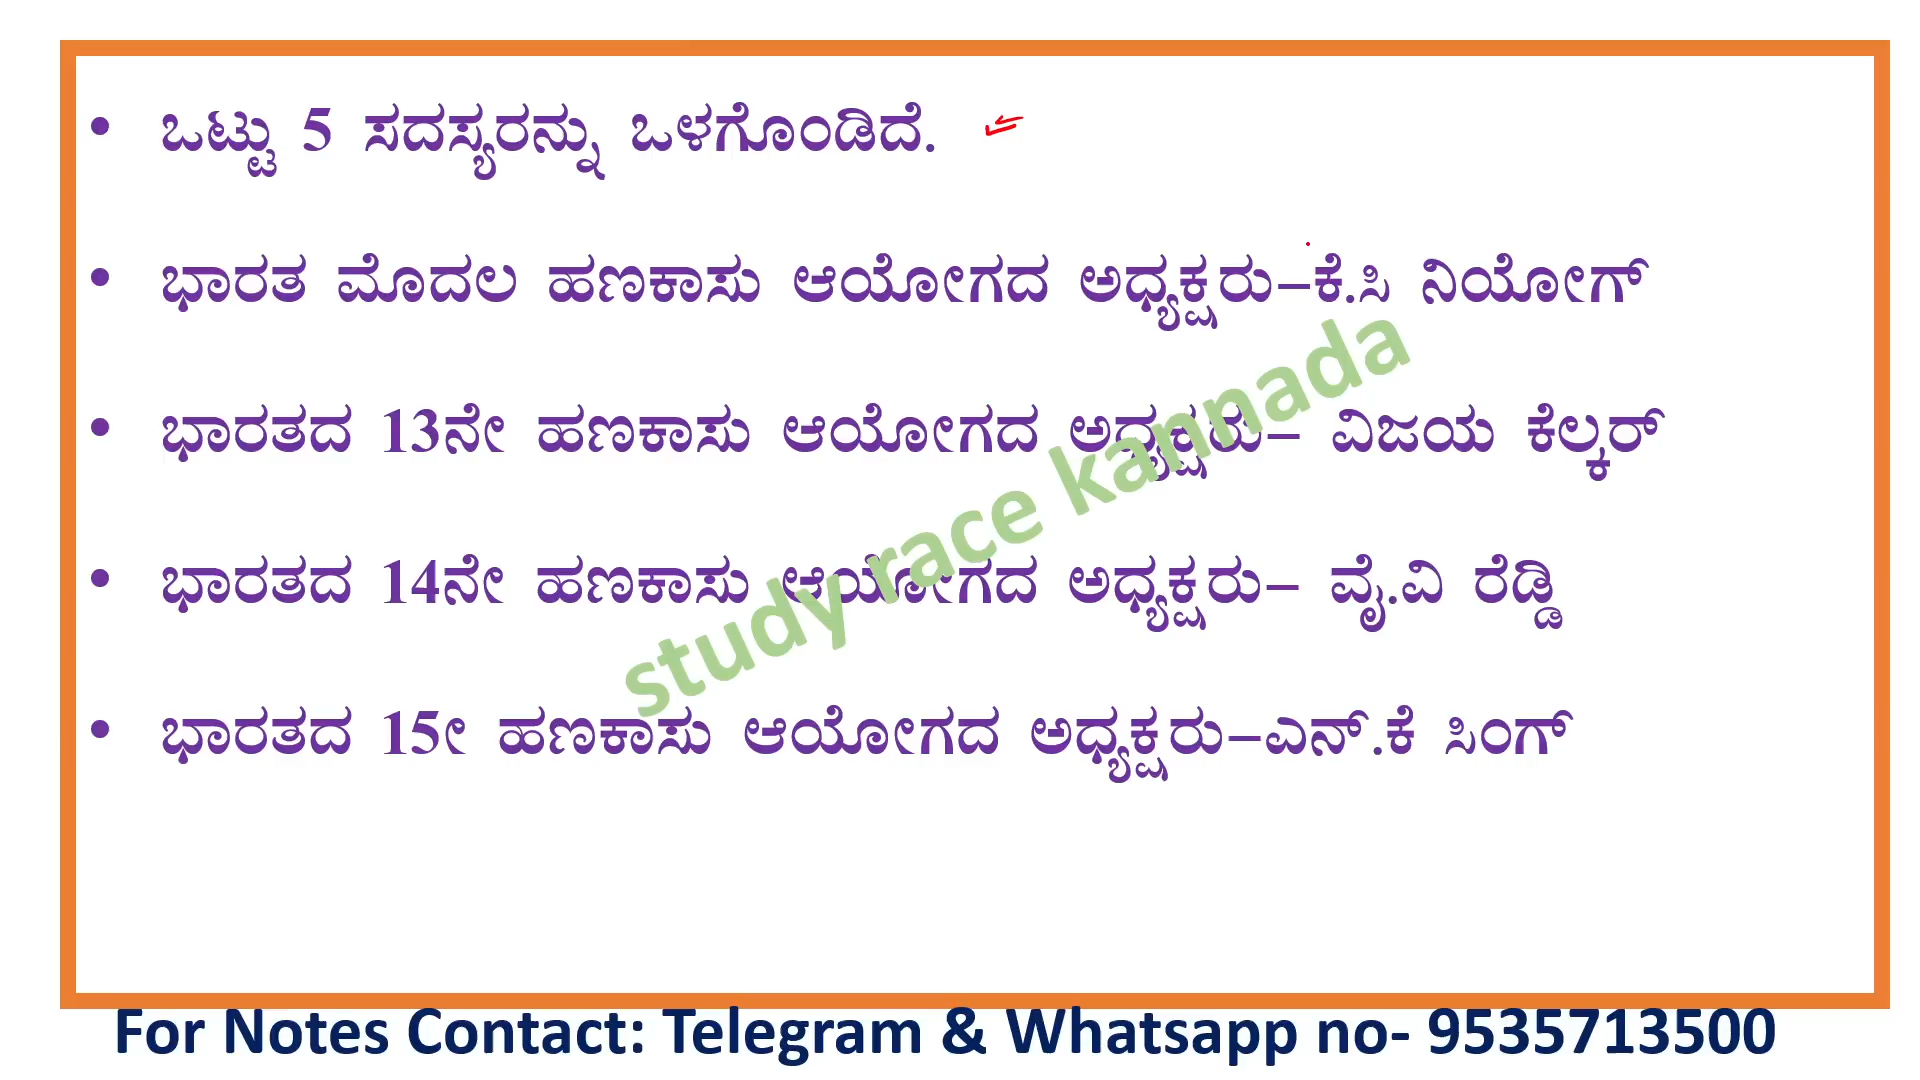 • ಒಟ್ಟು 5 ಸದಸ್ಯರನ್ನು ಒಳಗೊಂಡಿದೆ.
• ಭಾರತ ಮೊದಲ ಹಣಕಾಸು ಆಯೋಗದ ಅಧ್ಯಕ್ಷರು-ಕೆ.ಸಿ ನಿಯೋಗ್
• ಭಾರತದ 13ನೇ ಹಣಕಾಸು ಆಯೋಗದ ಅಧ್ಯಕ್ಷರು- ವಿಜಯ ಕೆಲ್ಕರ್
• ಭಾರತದ 14ನೇ ಹಣಕಾಸು ಆಯೋಗದ ಅಧ್ಯಕ್ಷರು- ವೈ.ವಿ ರೆಡ್ಡಿ
• ಭಾರತದ 15ೇ ಹಣಕಾಸು ಆಯೋಗದ ಅಧ್ಯಕ್ಷರು-ಎನ್.ಕೆ ಸಿಂಗ್
study race kannada
For Notes Contact: Telegram & Whatsapp no- 9535713500